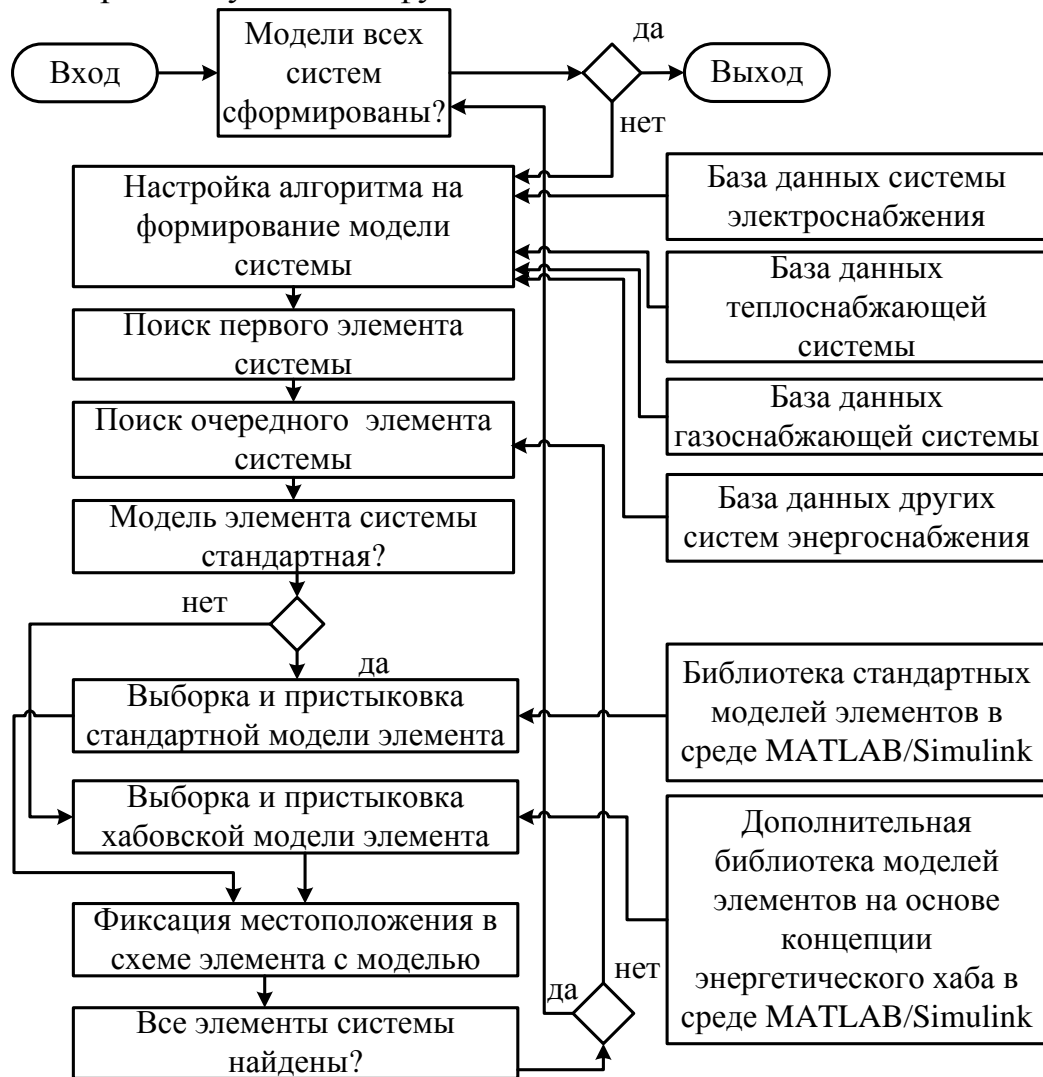 Модели всех
систем
сформированы?
Вход
да
Выход
нет
Настройка алгоритма на
формирование модели
системы
База данных системы
электроснабжения
База данных
теплоснабжающей
системы
Поиск первого элемента
системы
База данных
газоснабжающей системы
Поиск очередного элемента
системы
База данных других
систем энергоснабжения
Модель элемента системы
стандартная?
нет
да
Выборка и пристыковка
стандартной модели элемента
Библиотека стандартных
моделей элементов в
среде MATLAB/Simulink
Выборка и пристыковка
хабовской модели элемента
Дополнительная
библиотека моделей
элементов на основе
концепции
энергетического хаба в
среде MATLAB/Simulink
Фиксация местоположения в
схеме элемента с моделью
да
нет
Все элементы системы
найдены?